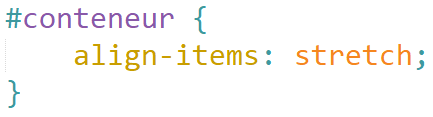 #conteneur {
    align-items: stretch;
}